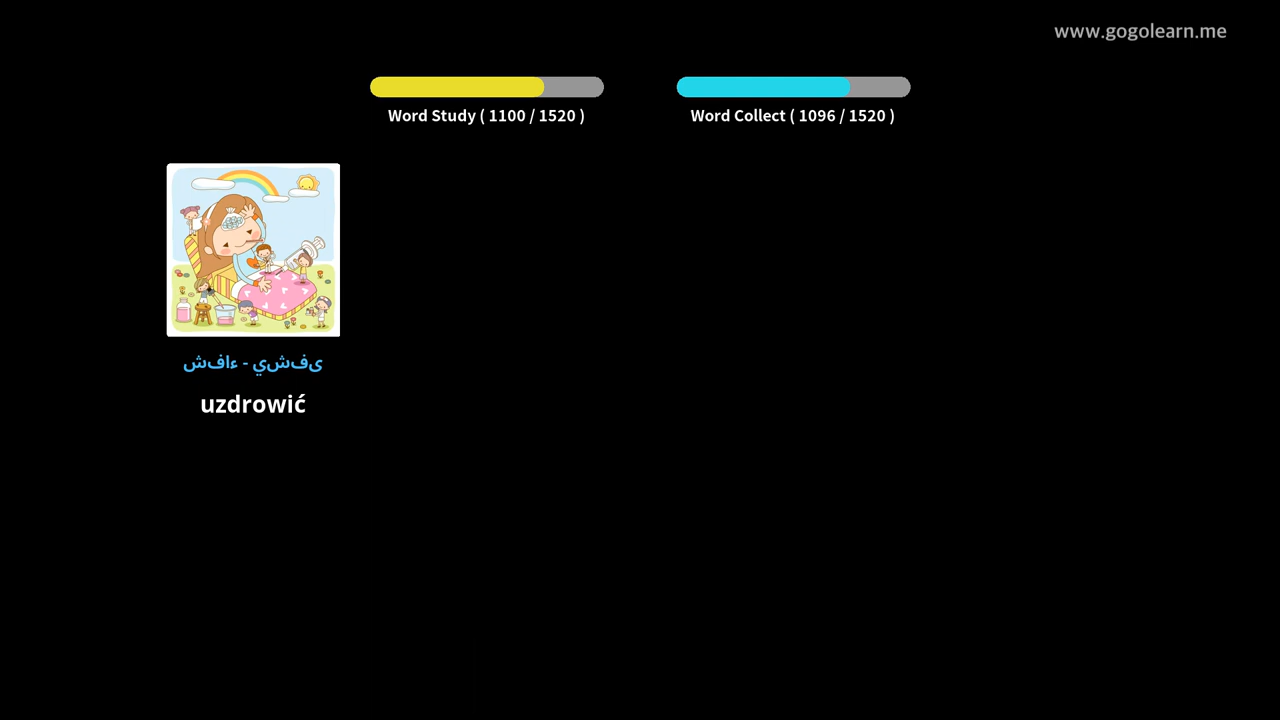 www.gogolearn.me
Word Study ( 1100 / 1520 )
Word Collect ( 1096 / 1520 )
ىفشي - ءافش
uzdrowić